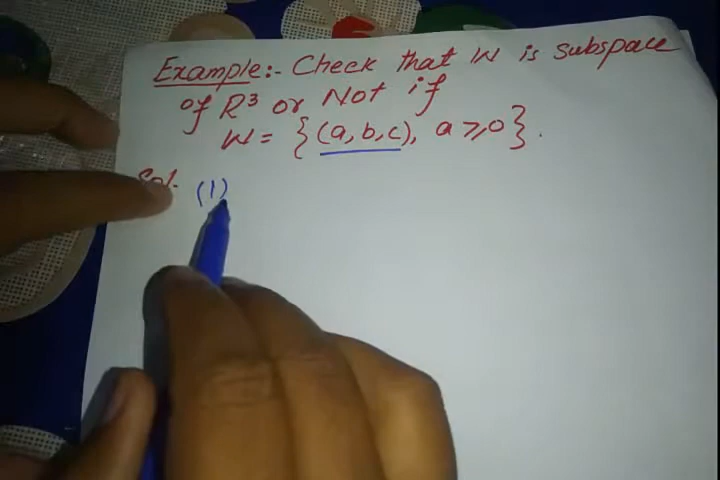 Example:- Check that W is subspace
of R³ or Not if
W = {(a, b, c), a ⩾ 0}.
Sol. (1)